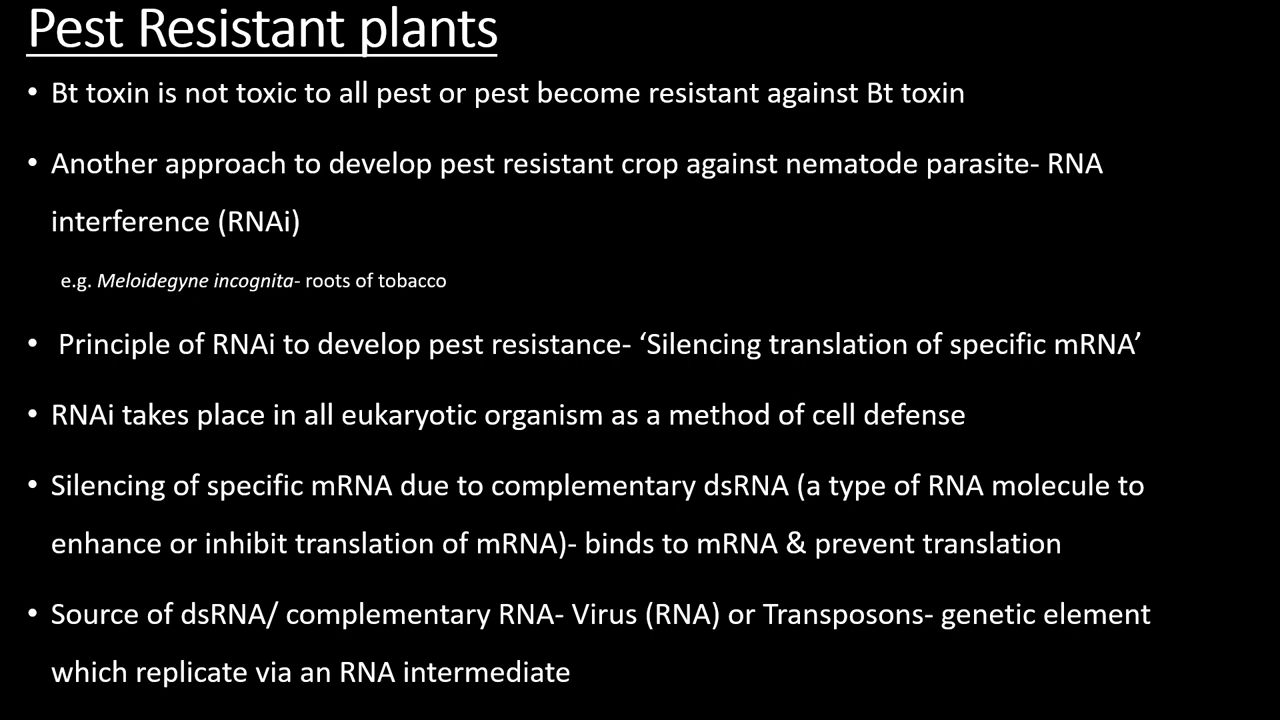 Pest Resistant plants
• Bt toxin is not toxic to all pest or pest become resistant against Bt toxin
• Another approach to develop pest resistant crop against nematode parasite- RNA
interference (RNAi)
e.g. Meloidegyne incognita- roots of tobacco
• Principle of RNAi to develop pest resistance- ‘Silencing translation of specific mRNA’
• RNAi takes place in all eukaryotic organism as a method of cell defense
• Silencing of specific mRNA due to complementary dsRNA (a type of RNA molecule to
enhance or inhibit translation of mRNA)- binds to mRNA & prevent translation
• Source of dsRNA/ complementary RNA- Virus (RNA) or Transposons- genetic element
which replicate via an RNA intermediate